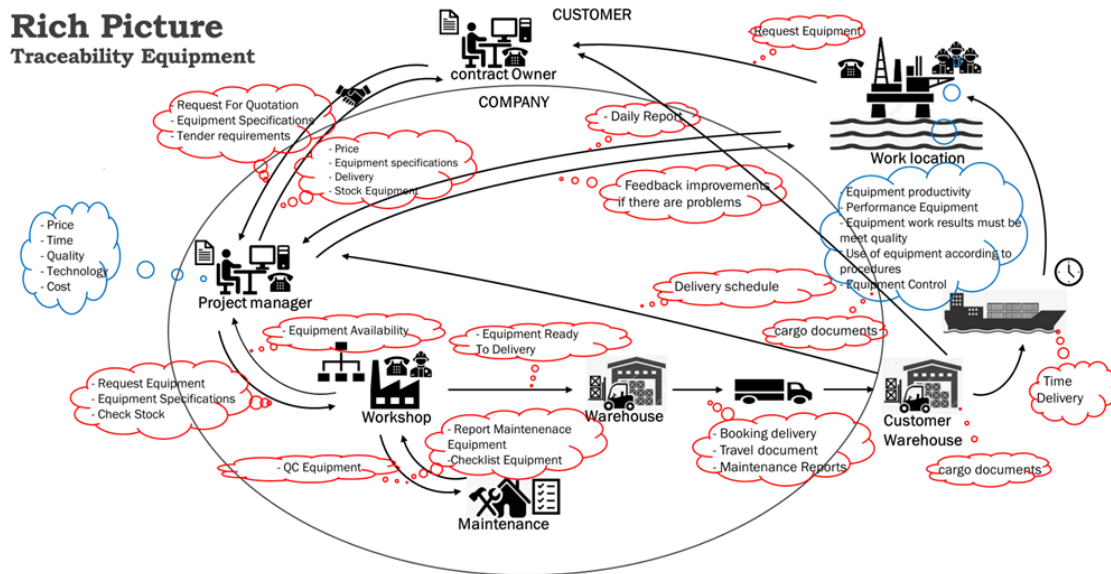 Rich Picture
Traceability Equipment
CUSTOMER
contract Owner
COMPANY
Request Equipment
- Request For Quotation
- Equipment Specifications
- Tender requirements
- Price
- Equipment specifications
- Delivery
- Stock Equipment
- Daily Report
- Feedback improvements
if there are problems
Work location
- Equipment productivity
- Performance Equipment
- Equipment work results must be
meet quality
- Use of equipment according to
procedures
- Equipment Control
- Price
- Time
- Quality
- Technology
- Cost
Project manager
Delivery schedule
cargo documents
- Equipment Availability
- Equipment Ready
To Delivery
- Request Equipment
- Equipment Specifications
- Check Stock
Workshop
Warehouse
Customer
Warehouse
Time
Delivery
- Report Maintenenace
Equipment
-Checklist Equipment
- Booking delivery
- Travel document
- Maintenance Reports
- QC Equipment
cargo documents
Maintenance